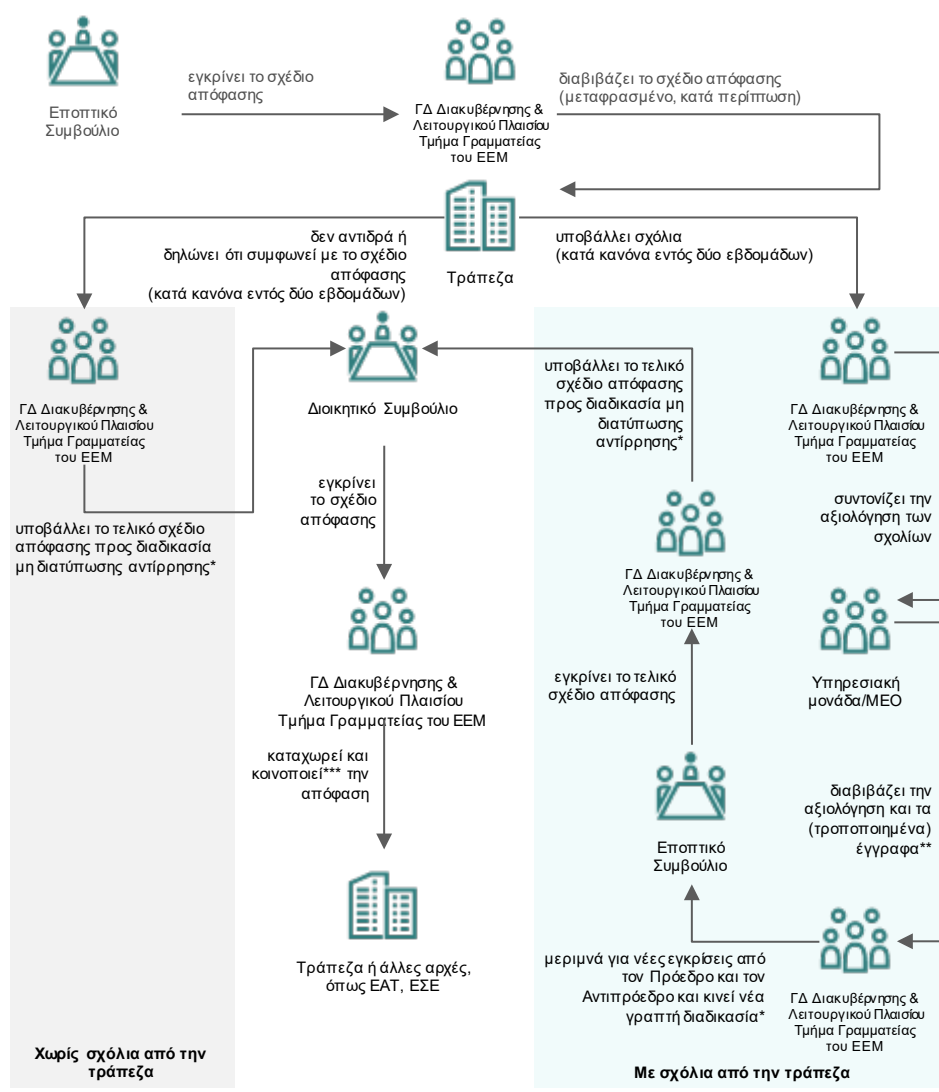 Εποπτικό
Συμβούλιο
εγκρίνει το σχέδιο
απόφασης
ΓΔ Διακυβέρνησης &
Λειτουργικού Πλαισίου
Τμήμα Γραμματείας
του ΕΕΜ
διαβιβάζει το σχέδιο απόφασης
(μεταφρασμένο, κατά περίπτωση)
Τράπεζα
δεν αντιδρά ή
δηλώνει ότι συμφωνεί με το σχέδιο
απόφασης
(κατά κανόνα εντός δύο εβδομάδων)
υποβάλλει σχόλια
(κατά κανόνα εντός δύο εβδομάδων)
ΓΔ Διακυβέρνησης &
Λειτουργικού Πλαισίου
Τμήμα Γραμματείας
του ΕΕΜ
υποβάλλει το τελικό σχέδιο
απόφασης προς διαδικασία
μη διατύπωσης αντίρρησης*
Διοικητικό Συμβούλιο
εγκρίνει
το σχέδιο
απόφασης
ΓΔ Διακυβέρνησης &
Λειτουργικού Πλαισίου
Τμήμα Γραμματείας του ΕΕΜ
καταχωρεί και
κοινοποιεί*** την
απόφαση
Τράπεζα ή άλλες αρχές,
όπως ΕΑΤ, ΕΣΕ
υποβάλλει το τελικό
σχέδιο απόφασης
προς διαδικασία μη
διατύπωσης
αντίρρησης*
ΓΔ Διακυβέρνησης &
Λειτουργικού Πλαισίου
Τμήμα Γραμματείας
του ΕΕΜ
εγκρίνει το τελικό
σχέδιο απόφασης
Εποπτικό
Συμβούλιο
μεριμνά για νέες εγκρίσεις από
τον Πρόεδρο και τον
Αντιπρόεδρο και κινεί νέα
γραπτή διαδικασία*
ΓΔ Διακυβέρνησης &
Λειτουργικού Πλαισίου
Τμήμα Γραμματείας
του ΕΕΜ
συντονίζει την
αξιολόγηση των
σχολίων
Υπηρεσιακή
μονάδα/ΜΕΟ
διαβιβάζει την
αξιολόγηση και τα
(τροποποιημένα)
έγγραφα**
ΓΔ Διακυβέρνησης &
Λειτουργικού Πλαισίου
Τμήμα Γραμματείας
του ΕΕΜ
Χωρίς σχόλια από την
τράπεζα
Με σχόλια από την τράπεζα